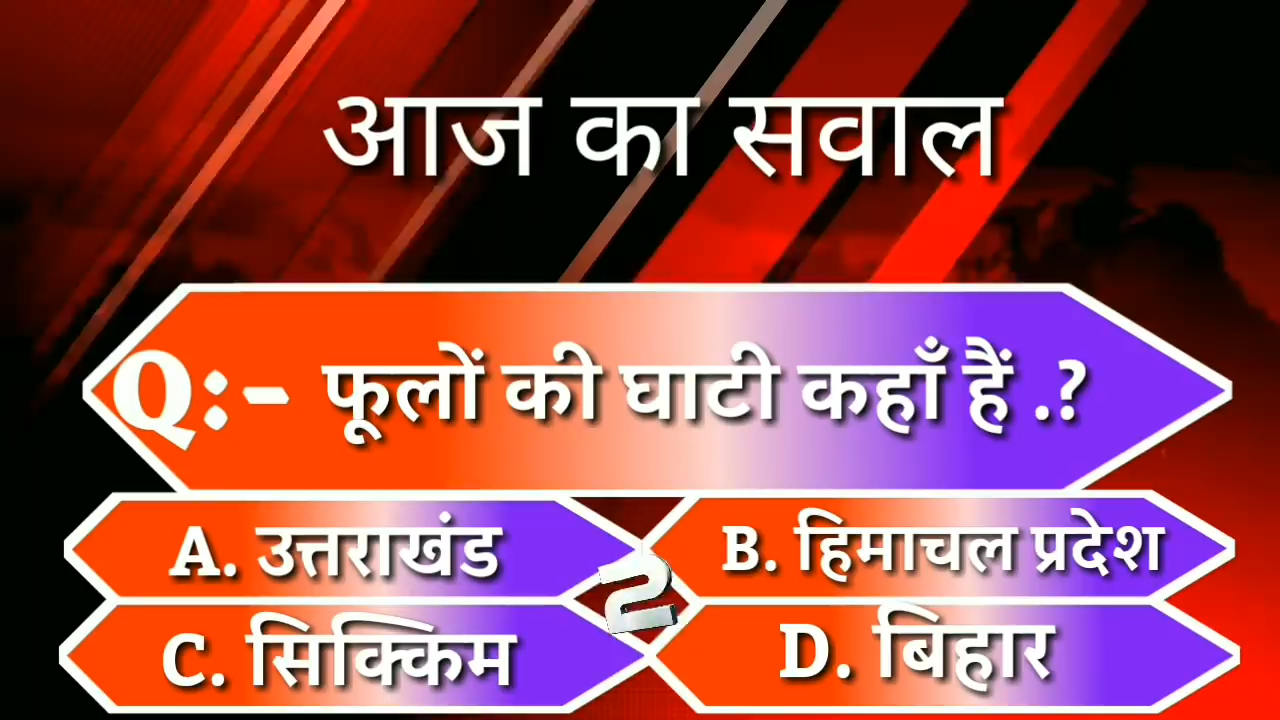 आज का सवाल
Q:- फूलों की घाटी कहाँ हैं .?
A. उत्तराखंड
B. हिमाचल प्रदेश
2
C. सिक्किम
D. बिहार